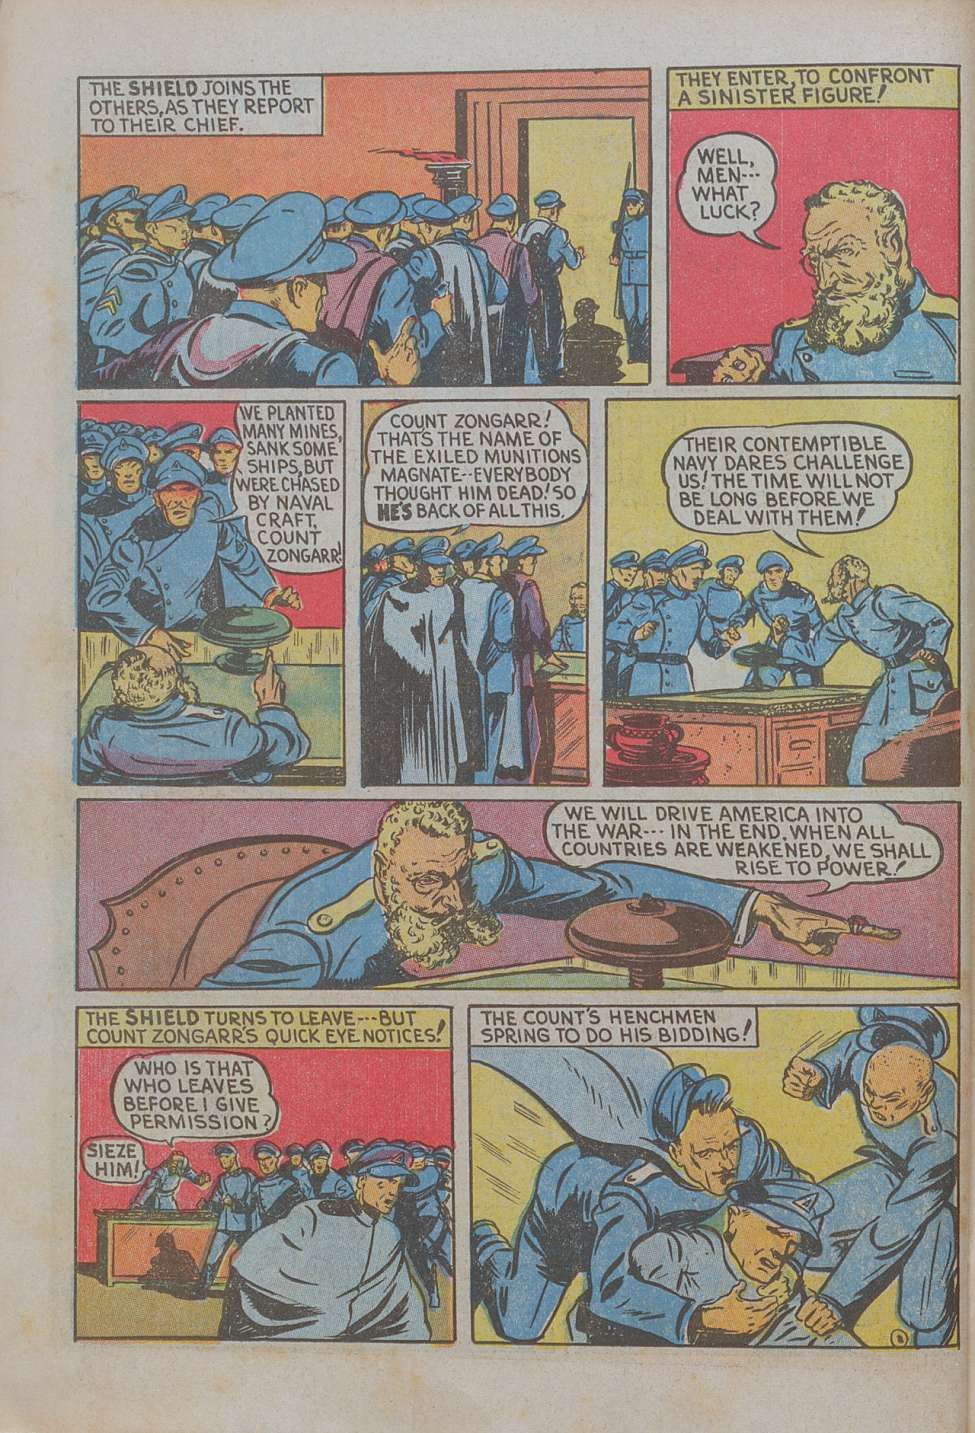 THE SHIELD JOINS THE
OTHERS, AS THEY REPORT
TO THEIR CHIEF.
THEY ENTER, TO CONFRONT
A SINISTER FIGURE!
WELL,
MEN---
WHAT
LUCK?
WE PLANTED
MANY MINES,
SANK SOME
SHIPS, BUT
WERE CHASED
BY NAVAL
CRAFT,
COUNT
ZONGARR!
COUNT ZONGARR!
THAT'S THE NAME OF
THE EXILED MUNITIONS
MAGNATE--EVERYBODY
THOUGHT HIM DEAD! SO
HE'S BACK OF ALL THIS.
THEIR CONTEMPTIBLE
NAVY DARES CHALLENGE
US! THE TIME WILL NOT
BE LONG BEFORE WE
DEAL WITH THEM!
WE WILL DRIVE AMERICA INTO
THE WAR--- IN THE END, WHEN ALL
COUNTRIES ARE WEAKENED, WE SHALL
RISE TO POWER!
THE SHIELD TURNS TO LEAVE---BUT
COUNT ZONGARR'S QUICK EYE NOTICES!
WHO IS THAT
WHO LEAVES
BEFORE I GIVE
PERMISSION?
SIEZE
HIM!
THE COUNT'S HENCHMEN
SPRING TO DO HIS BIDDING!
8